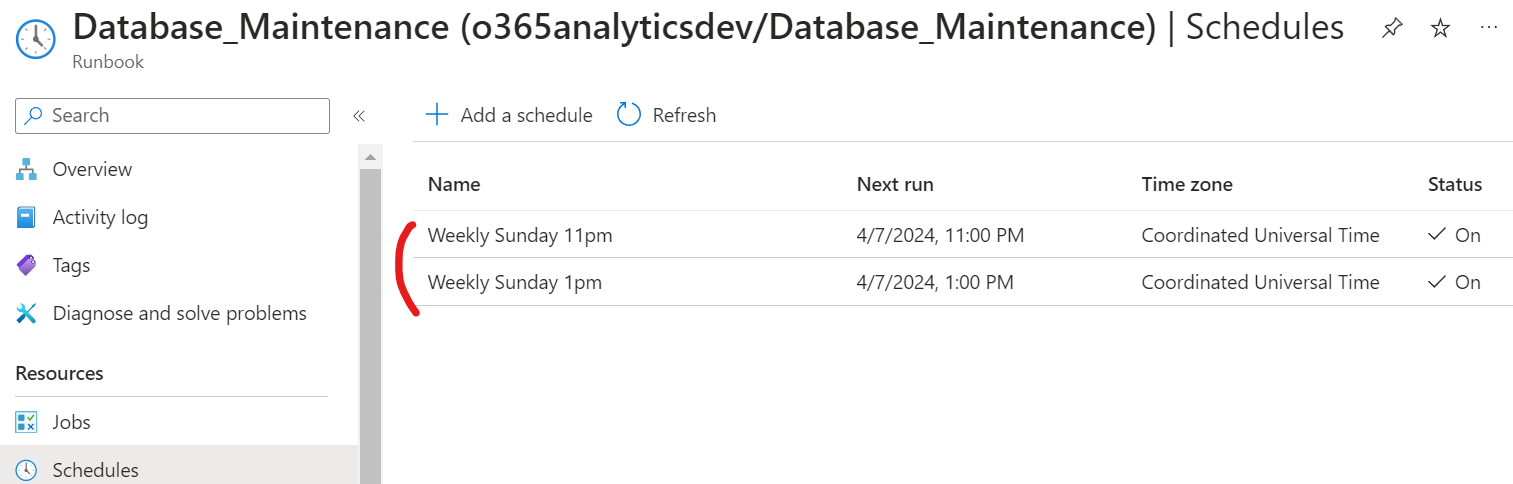 Database_Maintenance (o365analyticsdev/Database_Maintenance) | Schedules
Runbook
Search
Add a schedule
Refresh
Overview
Activity log
Tags
Diagnose and solve problems
Resources
Jobs
Schedules
Name Next run Time zone Status
Weekly Sunday 11pm 4/7/2024, 11:00 PM Coordinated Universal Time On
Weekly Sunday 1pm 4/7/2024, 1:00 PM Coordinated Universal Time On